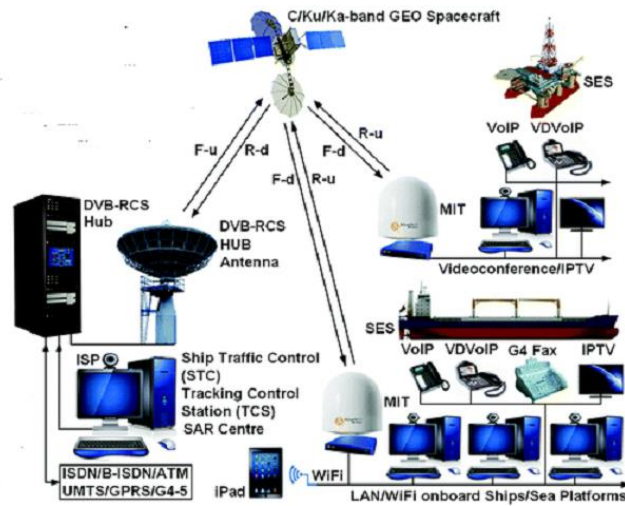 C/Ku/Ka-band GEO Spacecraft
SES
VoIP VDVoIP
R-u
F-d
F-u
R-d
F-d
R-u
DVB-RCS
Hub
DVB-RCS
HUB
Antenna
MIT
Videoconference/IPTV
SES
VoIP VDVoIP G4 Fax IPTV
ISP
Ship Traffic Control
(STC)
Tracking Control
Station (TCS)
SAR Centre
MIT
ISDN/B-ISDN/ATM
UMTS/GPRS/G4-5
iPad
WiFi
LAN/WiFi onboard Ships/Sea Platforms